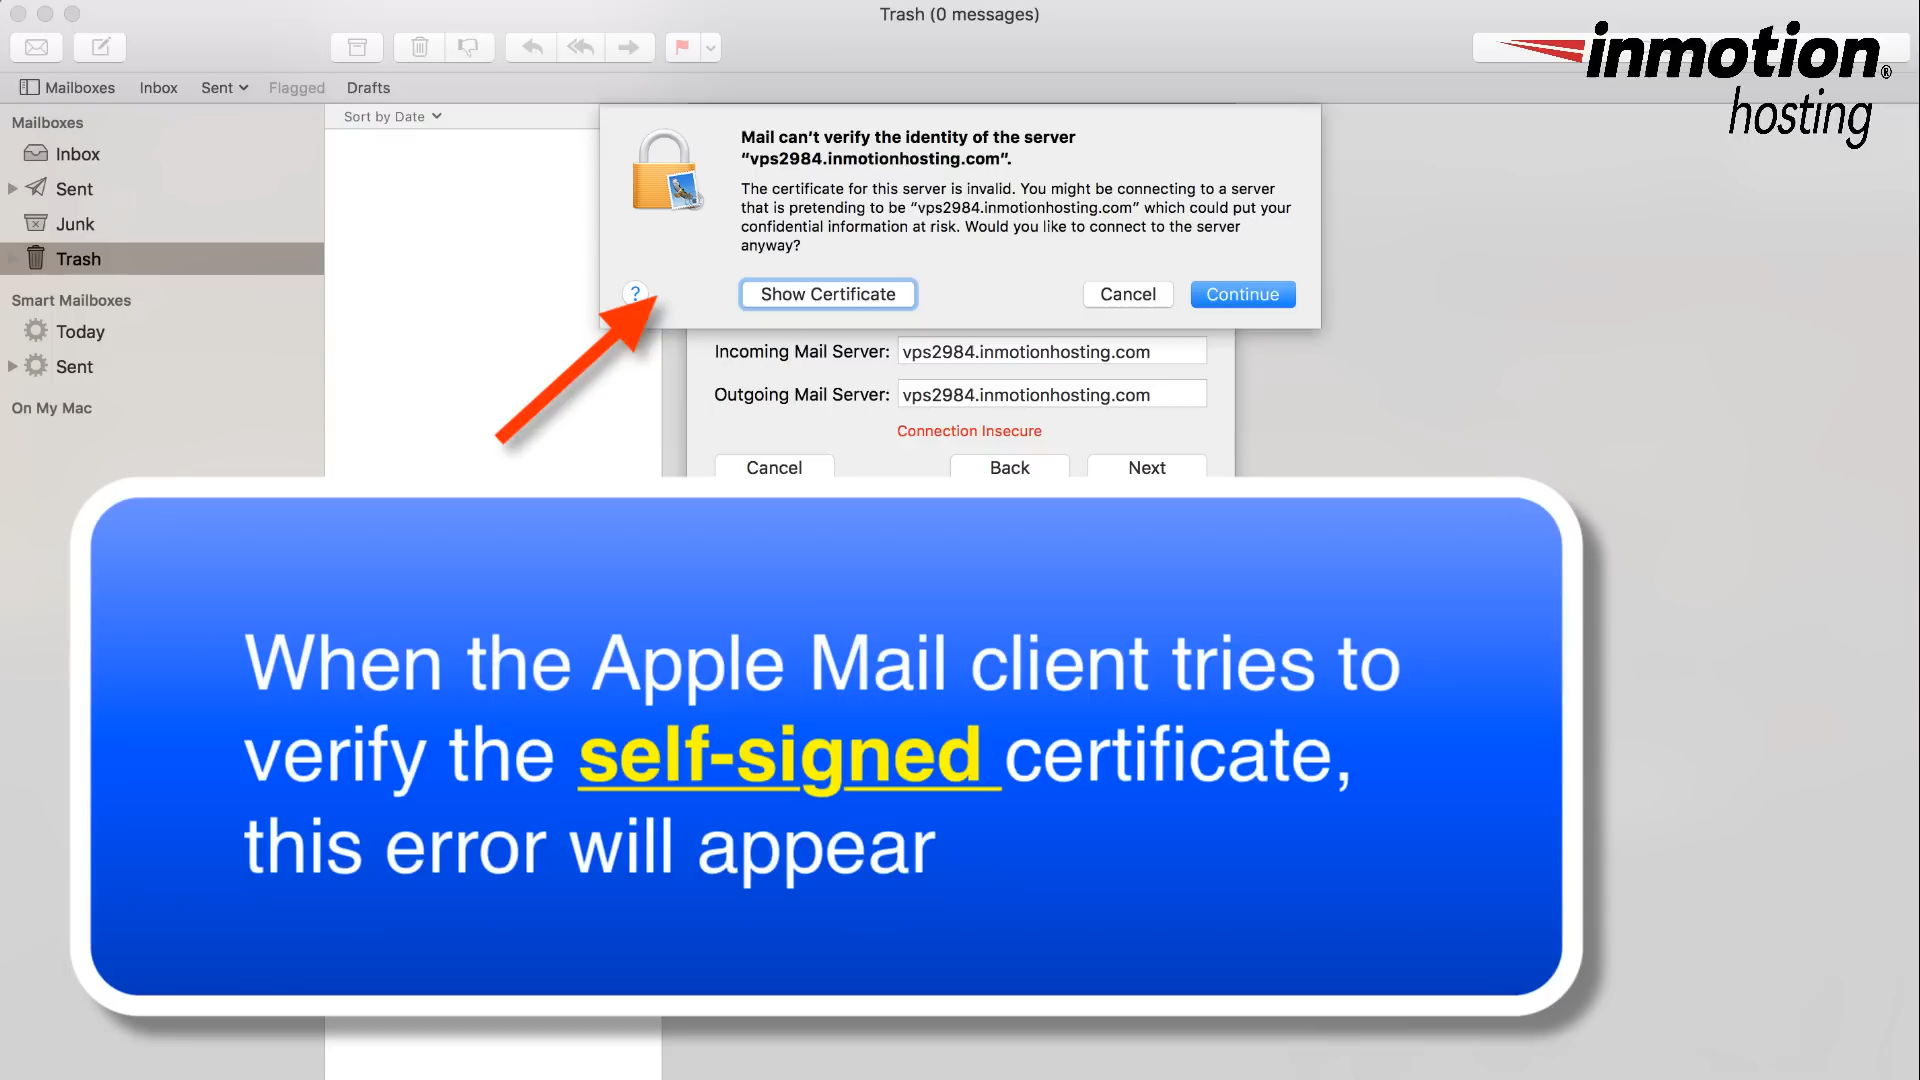 Trash (0 messages)
inmotion®
hosting
Mailboxes Inbox Sent Flagged Drafts
Mailboxes
Inbox
Sent
Junk
Trash
Smart Mailboxes
Today
Sent
On My Mac
Sort by Date
Mail can’t verify the identity of the server
“vps2984.inmotionhosting.com”.
The certificate for this server is invalid. You might be connecting to a server
that is pretending to be “vps2984.inmotionhosting.com” which could put your
confidential information at risk. Would you like to connect to the server
anyway?
? Show Certificate Cancel Continue
Incoming Mail Server: vps2984.inmotionhosting.com
Outgoing Mail Server: vps2984.inmotionhosting.com
Connection Insecure
Cancel Back Next
When the Apple Mail client tries to
verify the self-signed certificate,
this error will appear